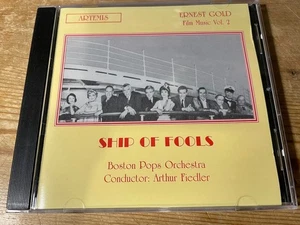 ARTEMIS
ERNEST GOLD
Film Music Vol. 2
SHIP OF FOOLS
Boston Pops Orchestra
Conductor: Arthur Fiedler